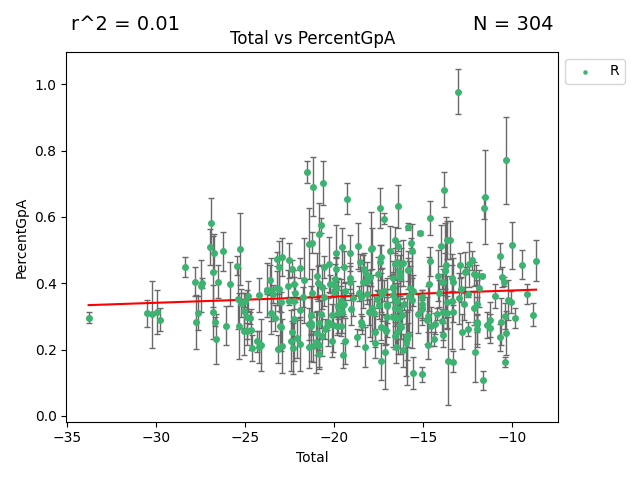 r^2 = 0.01
N = 304
Total vs PercentGpA
R
PercentGpA
1.0
0.8
0.6
0.4
0.2
0.0
−35
−30
−25
−20
−15
−10
Total